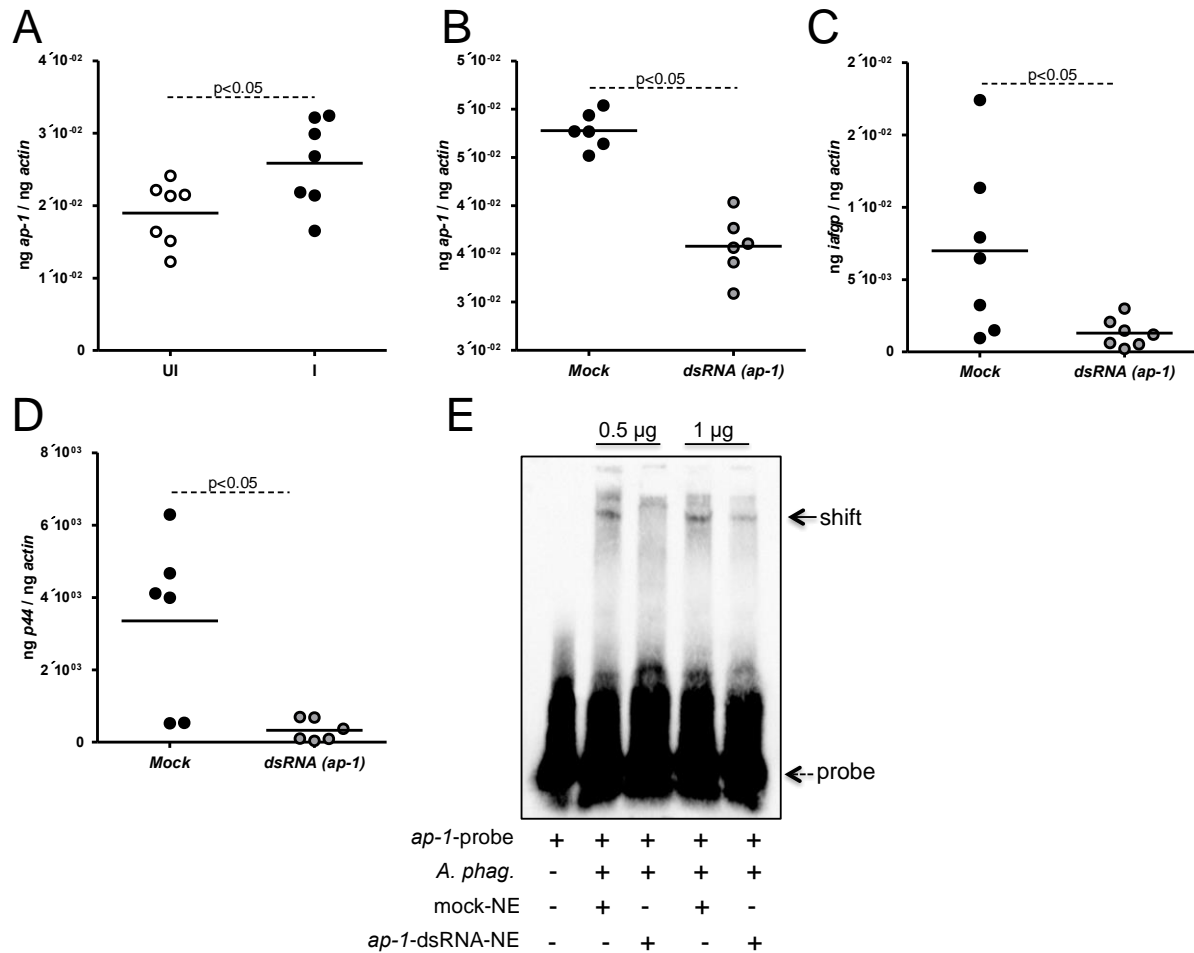 A
ng ap-1 / ng actin
4´10-02
3´10-02
2´10-02
1´10-02
0
p<0.05
UI
I
B
ng ap-1 / ng actin
5´10-02
5´10-02
5´10-02
4´10-02
4´10-02
3´10-02
3´10-02
p<0.05
Mock
dsRNA (ap-1)
C
ng iafgp / ng actin
2´10-02
2´10-02
1´10-02
5´10-03
0
p<0.05
Mock
dsRNA (ap-1)
D
ng p44 / ng actin
8´1003
6´1003
4´1003
2´1003
0
p<0.05
Mock
dsRNA (ap-1)
E
0.5 µg 1 µg
shift
probe
ap-1-probe + + + + +
A. phag. - + + + +
mock-NE - + - + -
ap-1-dsRNA-NE - - + - +